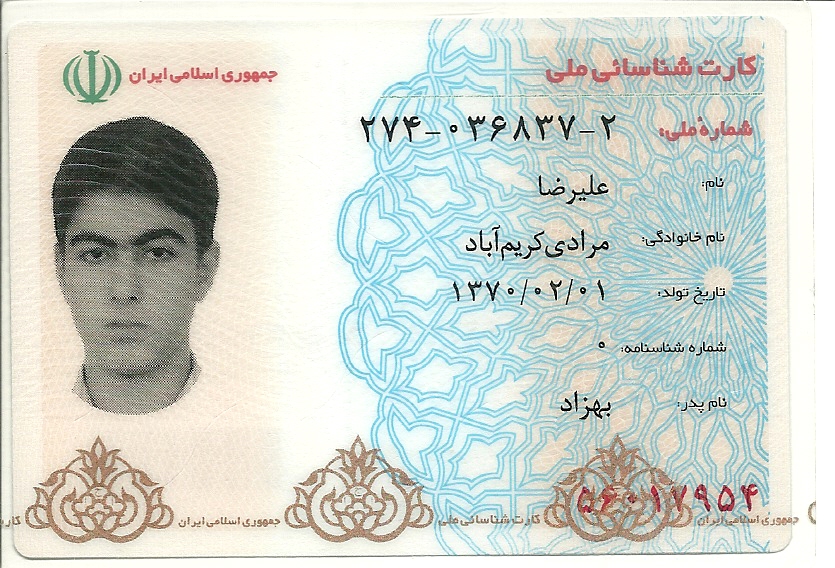 جمهوری اسلامی ایران
کارت شناسائی ملی
شماره ملی: ۲۷۴-۰۳۶۸۳۷-۲
نام: علیرضا
نام خانوادگی: مرادی‌کریم‌آباد
تاریخ تولد: ۱۳۷۰/۰۲/۰۱
شماره شناسنامه: ۰
نام پدر: بهزاد
۵۶۰۱۷۹۵۴
جمهوری اسلامی ایران کارت شناسائی ملی جمهوری اسلامی ایران